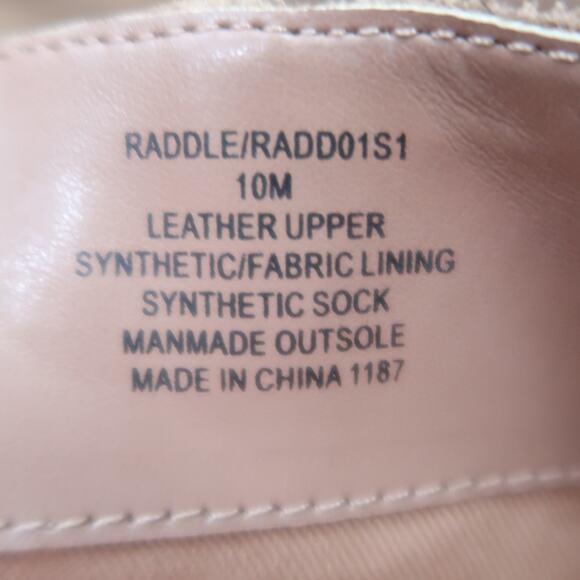 RADDLE/RADD01S1
10M
LEATHER UPPER
SYNTHETIC/FABRIC LINING
SYNTHETIC SOCK
MANMADE OUTSOLE
MADE IN CHINA 1187